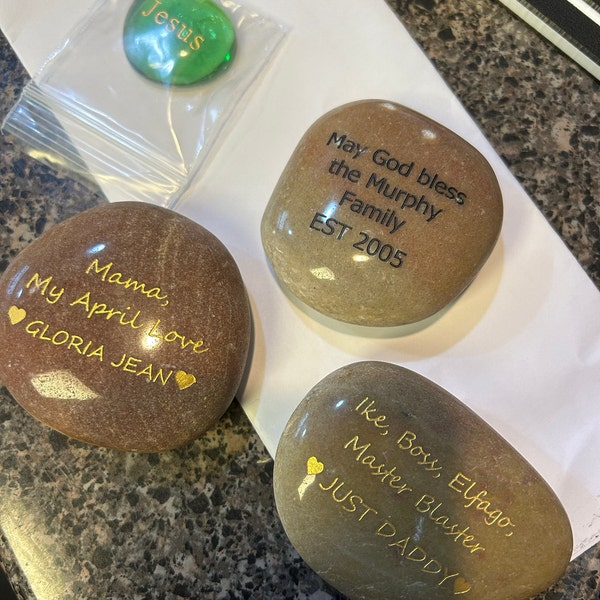 Jesus
May God bless
the Murphy
Family
EST 2005
Mama,
My April Love
GLORIA JEAN
Ike, Boss, Elfago,
Master Blaster
JUST DADDY